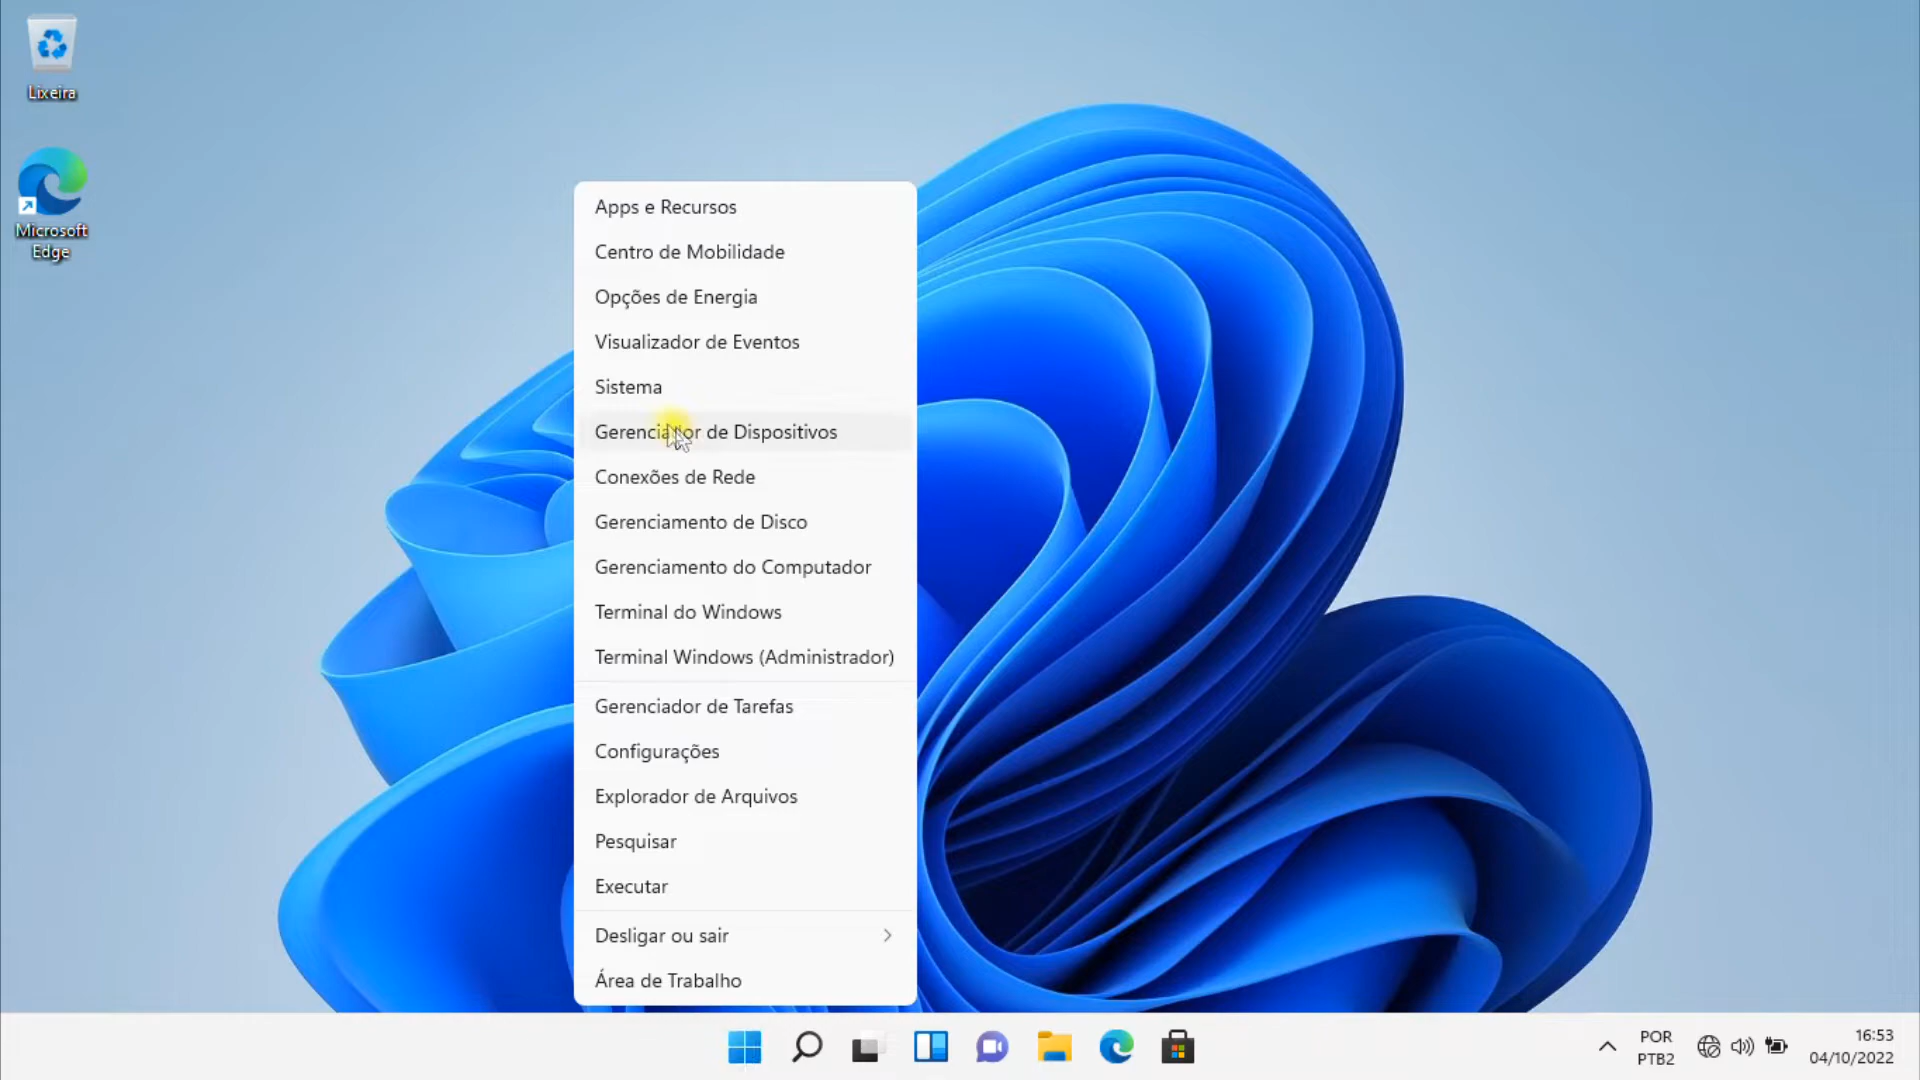 Lixeira
Microsoft
Edge
Apps e Recursos
Centro de Mobilidade
Opções de Energia
Visualizador de Eventos
Sistema
Gerenciador de Dispositivos
Conexões de Rede
Gerenciamento de Disco
Gerenciamento do Computador
Terminal do Windows
Terminal Windows (Administrador)
Gerenciador de Tarefas
Configurações
Explorador de Arquivos
Pesquisar
Executar
Desligar ou sair
Área de Trabalho
POR
PTB2
16:53
04/10/2022